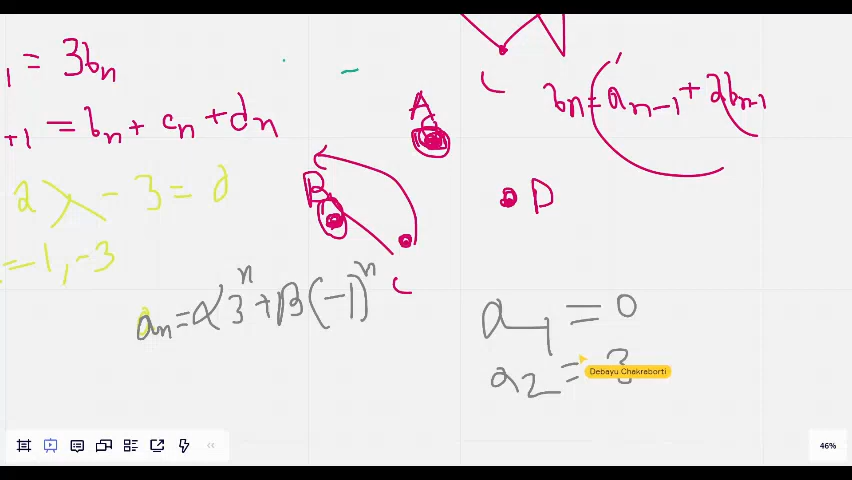 1 = 3bn
+1 = bn + cn + dn
A
C
bn = an-1 + 2bn-1
B
D
2λ - 3 = 0
= -1, -3
C
an = α3^n + β(-1)^n
a1 = 0
a2 = 3
Debayu Chakraborti
46%